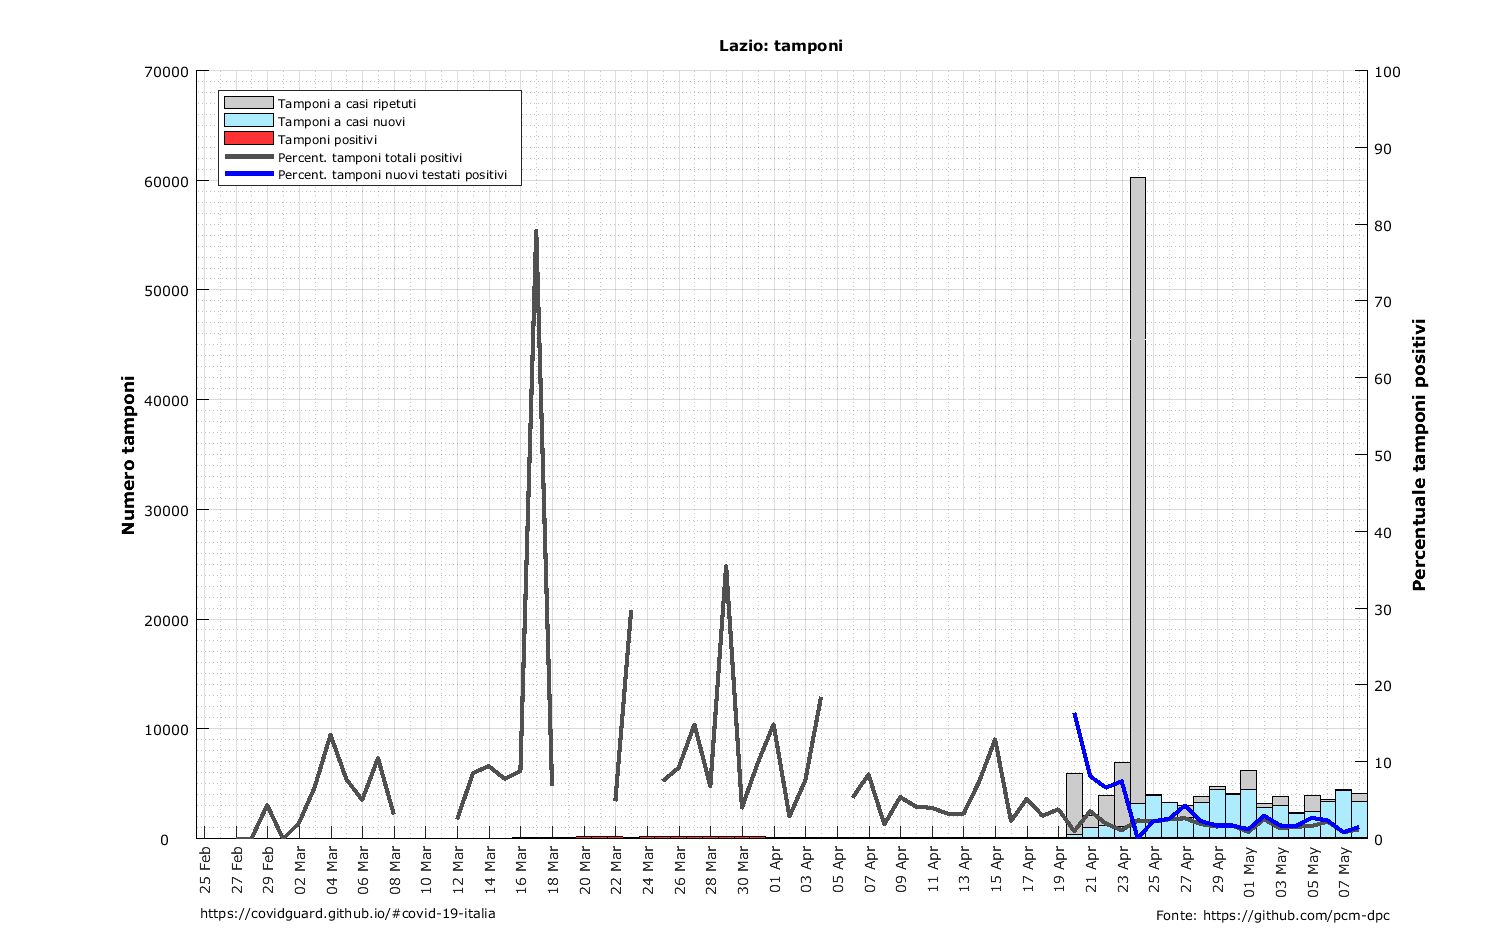 Lazio: tamponi
70000
60000
50000
40000
30000
20000
10000
0
100
90
80
70
60
50
40
30
20
10
0
Numero tamponi
Percentuale tamponi positivi
Tamponi a casi ripetuti
Tamponi a casi nuovi
Tamponi positivi
Percent. tamponi totali positivi
Percent. tamponi nuovi testati positivi
25 Feb
27 Feb
29 Feb
02 Mar
04 Mar
06 Mar
08 Mar
10 Mar
12 Mar
14 Mar
16 Mar
18 Mar
20 Mar
22 Mar
24 Mar
26 Mar
28 Mar
30 Mar
01 Apr
03 Apr
05 Apr
07 Apr
09 Apr
11 Apr
13 Apr
15 Apr
17 Apr
19 Apr
21 Apr
23 Apr
25 Apr
27 Apr
29 Apr
01 May
03 May
05 May
07 May
https://covidguard.github.io/#covid-19-italia
Fonte: https://github.com/pcm-dpc